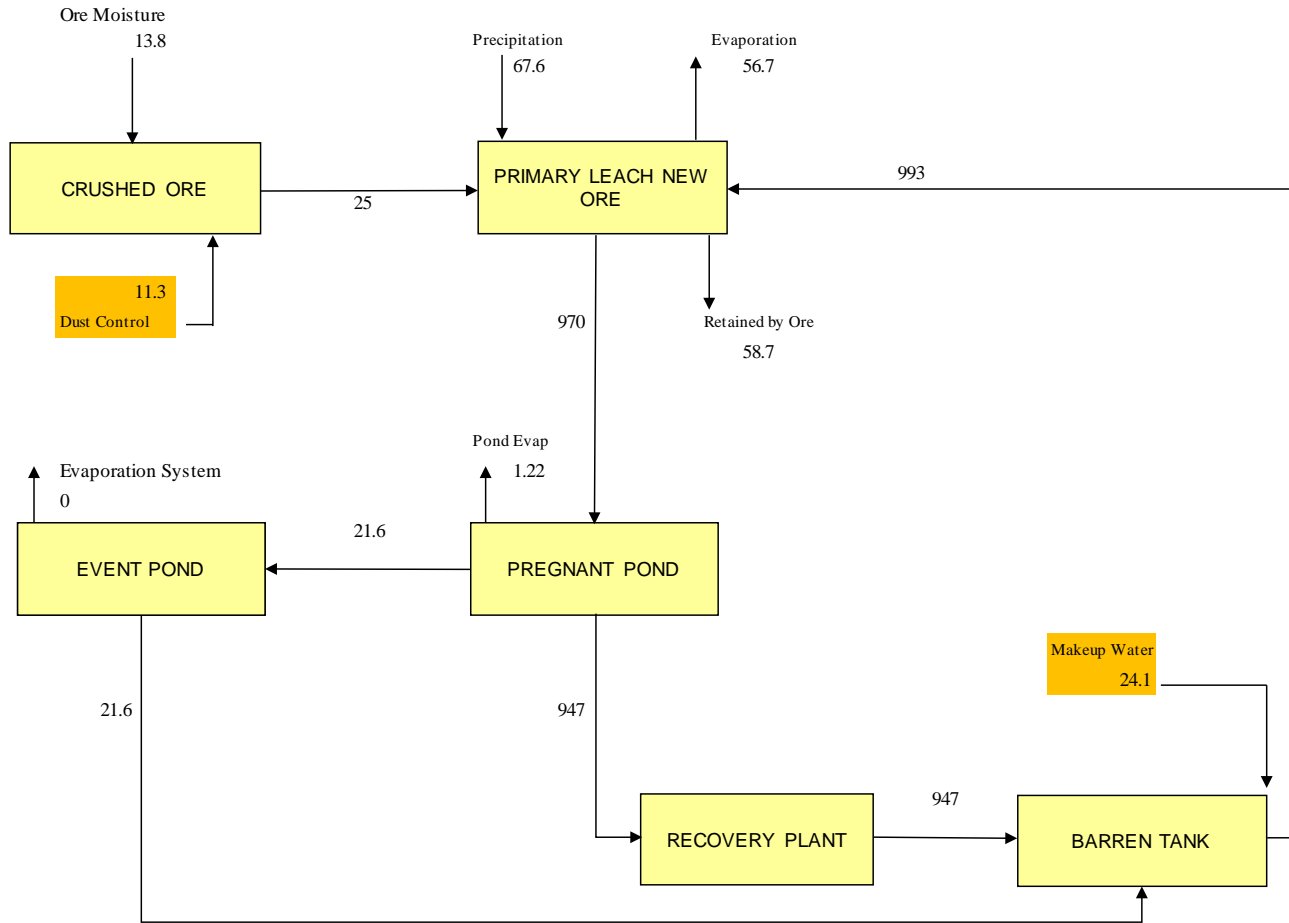 Ore Moisture
13.8
Precipitation
67.6
Evaporation
56.7
CRUSHED ORE
25
PRIMARY LEACH NEW
ORE
993
11.3
Dust Control
970
Retained by Ore
58.7
Evaporation System
0
Pond Evap
1.22
EVENT POND
21.6
PREGNANT POND
Makeup Water
24.1
21.6
947
RECOVERY PLANT
947
BARREN TANK